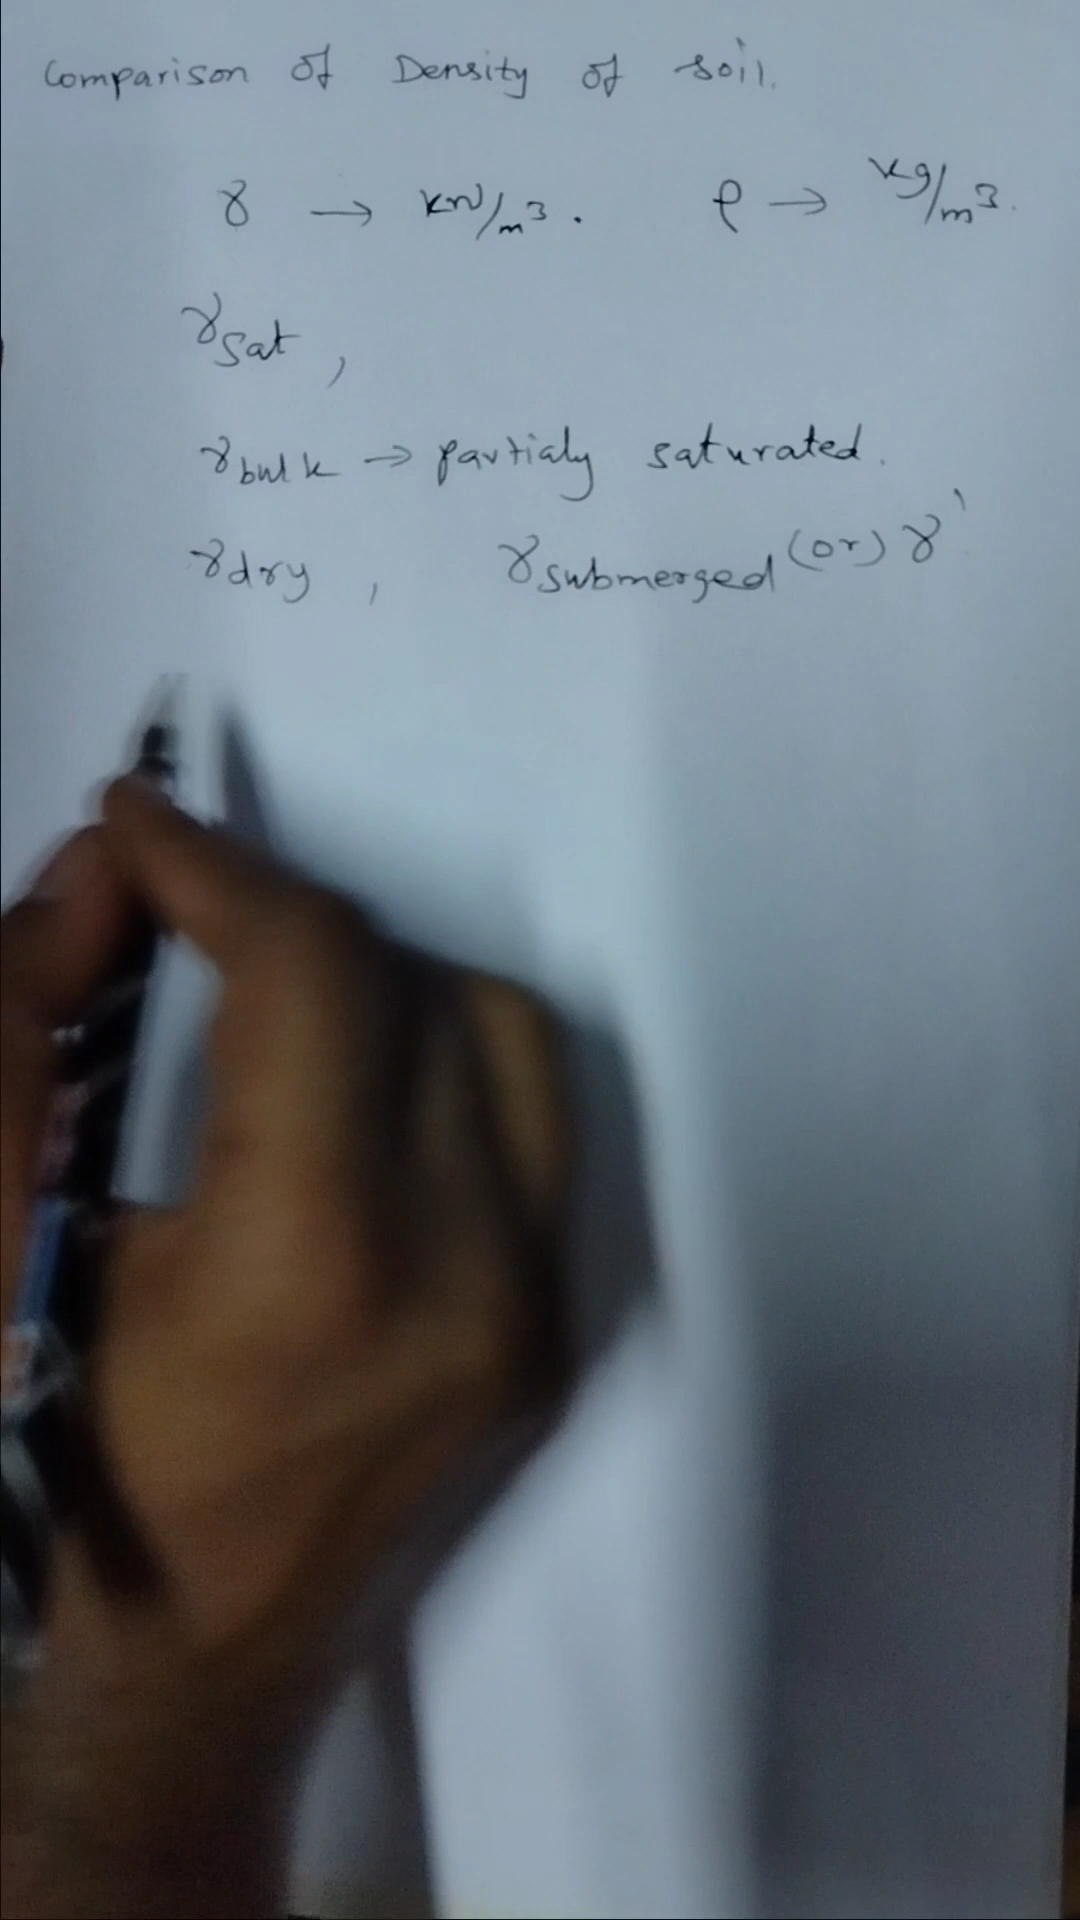 Comparison of Density of soil.
γ → kN/m³. ρ → kg/m³.
γsat ,
γbulk → partialy saturated.
γdry , γsubmerged (or) γ'